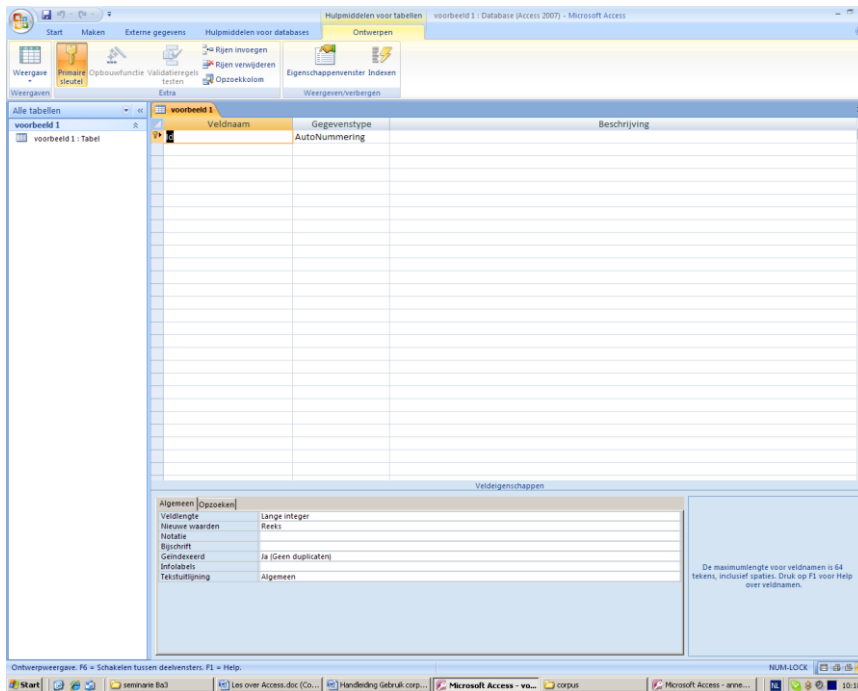 Hulpmiddelen voor tabellen voorbeeld 1 : Database (Access 2007) - Microsoft Access
Start Maken Externe gegevens Hulpmiddelen voor databases Ontwerpen
Weergave
Primaire sleutel
Opbouwfunctie
Validatieregels testen
Rijen invoegen
Rijen verwijderen
Opzoekkolom
Eigenschappenvenster
Indexen
Weergaven Extra Weergeven/verbergen
Alle tabellen
voorbeeld 1
voorbeeld 1
voorbeeld 1 : Tabel
Veldnaam Gegevenstype Beschrijving
AutoNummering
Veldeigenschappen
Algemeen Opzoeken
Veldlengte Lange integer
Nieuwe waarden Reeks
Notatie
Bijschrift
Geïndexeerd Ja (Geen duplicaten)
Infolabels
Tekstuitlijning Algemeen
De maximumlengte voor veldnamen is 64
tekens, inclusief spaties. Druk op F1 voor Help
over veldnamen.
Ontwerpweergave. F6 = Schakelen tussen deelvensters. F1 = Help. NUM-LOCK
Start seminarie Ba3 Les over Access.doc (Co... Handleiding Gebruik corp... Microsoft Access - vo... corpus Microsoft Access - anne... NL